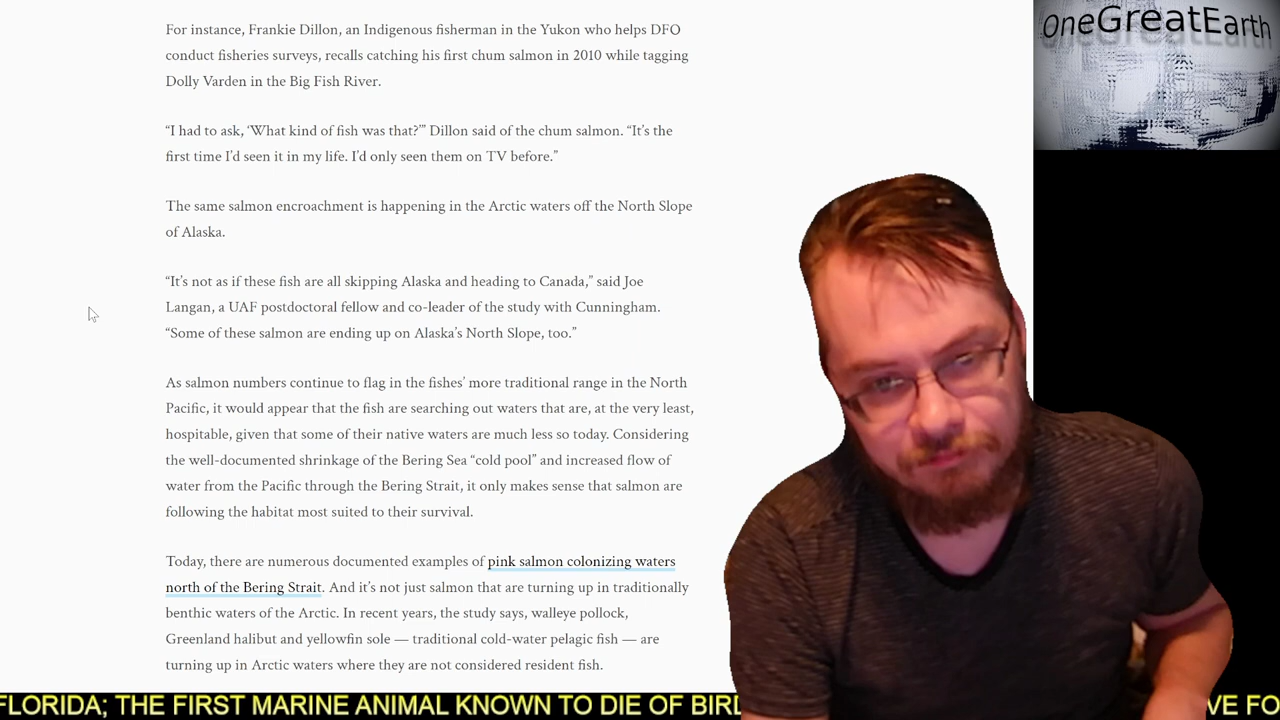 OneGreatEarth
For instance, Frankie Dillon, an Indigenous fisherman in the Yukon who helps DFO
conduct fisheries surveys, recalls catching his first chum salmon in 2010 while tagging
Dolly Varden in the Big Fish River.
“I had to ask, ‘What kind of fish was that?’” Dillon said of the chum salmon. “It’s the
first time I’d seen it in my life. I’d only seen them on TV before.”
The same salmon encroachment is happening in the Arctic waters off the North Slope
of Alaska.
“It’s not as if these fish are all skipping Alaska and heading to Canada,” said Joe
Langan, a UAF postdoctoral fellow and co-leader of the study with Cunningham.
“Some of these salmon are ending up on Alaska’s North Slope, too.”
As salmon numbers continue to flag in the fishes’ more traditional range in the North
Pacific, it would appear that the fish are searching out waters that are, at the very least,
hospitable, given that some of their native waters are much less so today. Considering
the well-documented shrinkage of the Bering Sea “cold pool” and increased flow of
water from the Pacific through the Bering Strait, it only makes sense that salmon are
following the habitat most suited to their survival.
Today, there are numerous documented examples of pink salmon colonizing waters
north of the Bering Strait. And it’s not just salmon that are turning up in traditionally
benthic waters of the Arctic. In recent years, the study says, walleye pollock,
Greenland halibut and yellowfin sole — traditional cold-water pelagic fish — are
turning up in Arctic waters where they are not considered resident fish.
FLORIDA; THE FIRST MARINE ANIMAL KNOWN TO DIE OF BIRD VE FO